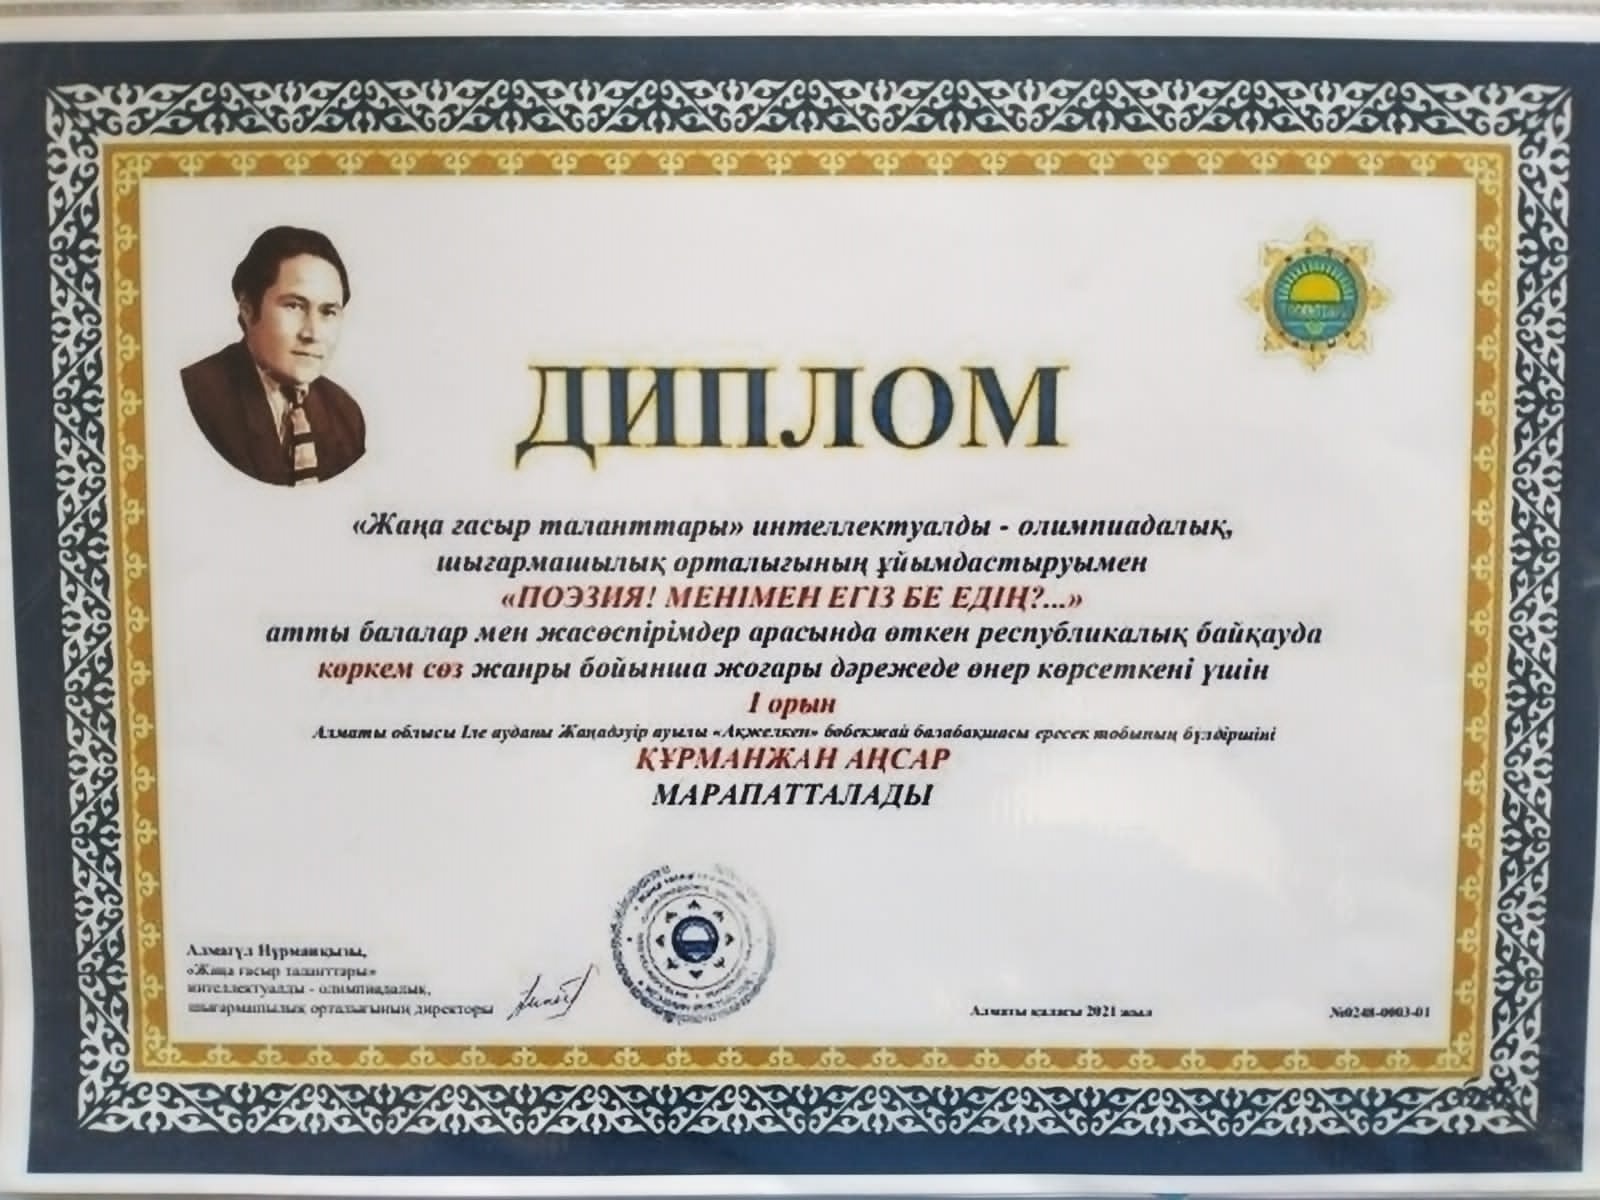 ДИПЛОМ
«Жаңа ғасыр таланттары» интеллектуалды - олимпиадалық,
шығармашылық орталығының ұйымдастыруымен
«ПОЭЗИЯ! МЕНІМЕН ЕГІЗ БЕ ЕДІҢ?...»
атты балалар мен жасөспірімдер арасында өткен республикалық байқауда
көркем сөз жанры бойынша жоғары дәрежеде өнер көрсеткені үшін
І орын
Алматы облысы Іле ауданы Жаңадәуір ауылы «Ақжелкен» бөбекжай балабақшасы ересек тобының бүлдіршіні
ҚҰРМАНЖАН АҢСАР
МАРАПАТТАЛАДЫ
Алмагүл Нұрманқызы,
«Жаңа ғасыр таланттары»
интеллектуалды - олимпиадалық,
шығармашылық орталығының директоры
Алматы қаласы 2021 жыл
№0248-0003-01